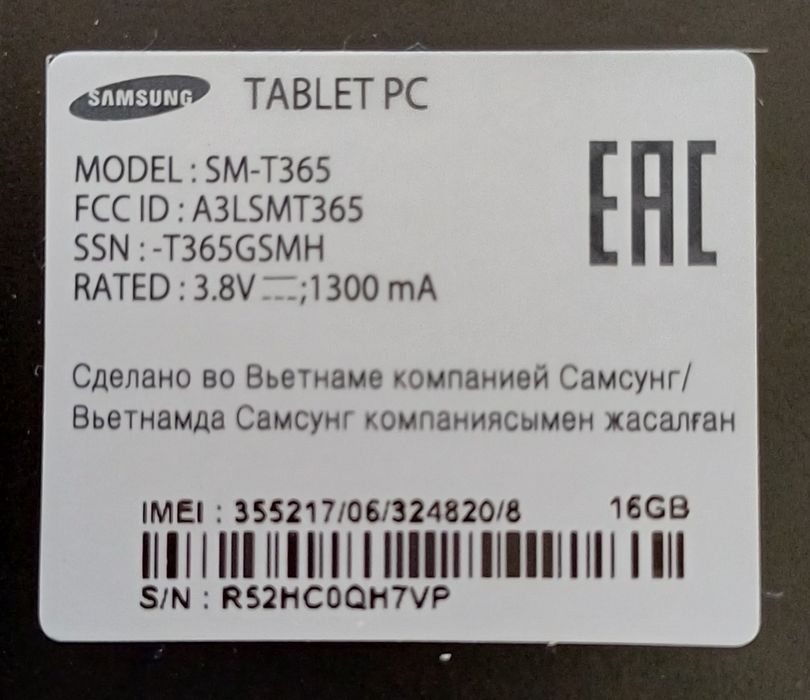 SAMSUNG TABLET PC
MODEL : SM-T365
FCC ID : A3LSMT365
SSN : -T365GSMH
RATED : 3.8V ⎓;1300 mA
EAC
Сделано во Вьетнаме компанией Самсунг/
Вьетнамда Самсунг компаниясымен жасалған
IMEI : 355217/06/324820/8 16GB
S/N : R52HC0QH7VP